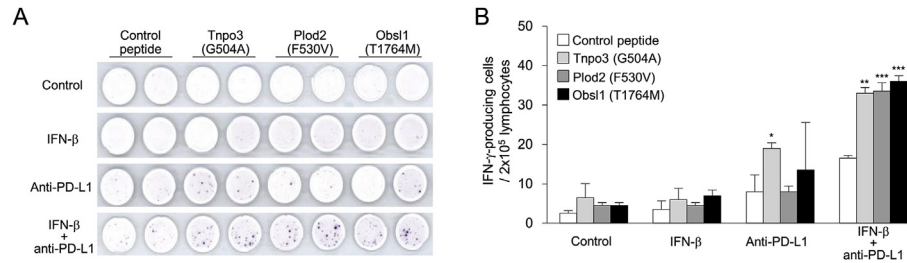 A
Control
peptide
Tnpo3
(G504A)
Plod2
(F530V)
Obsl1
(T1764M)
Control
IFN-β
Anti-PD-L1
IFN-β
+
anti-PD-L1
B
IFN-γ-producing cells
/ 2x10⁵ lymphocytes
50
40
30
20
10
0
Control peptide
Tnpo3 (G504A)
Plod2 (F530V)
Obsl1 (T1764M)
*
**
***
***
Control
IFN-β
Anti-PD-L1
IFN-β
+
anti-PD-L1